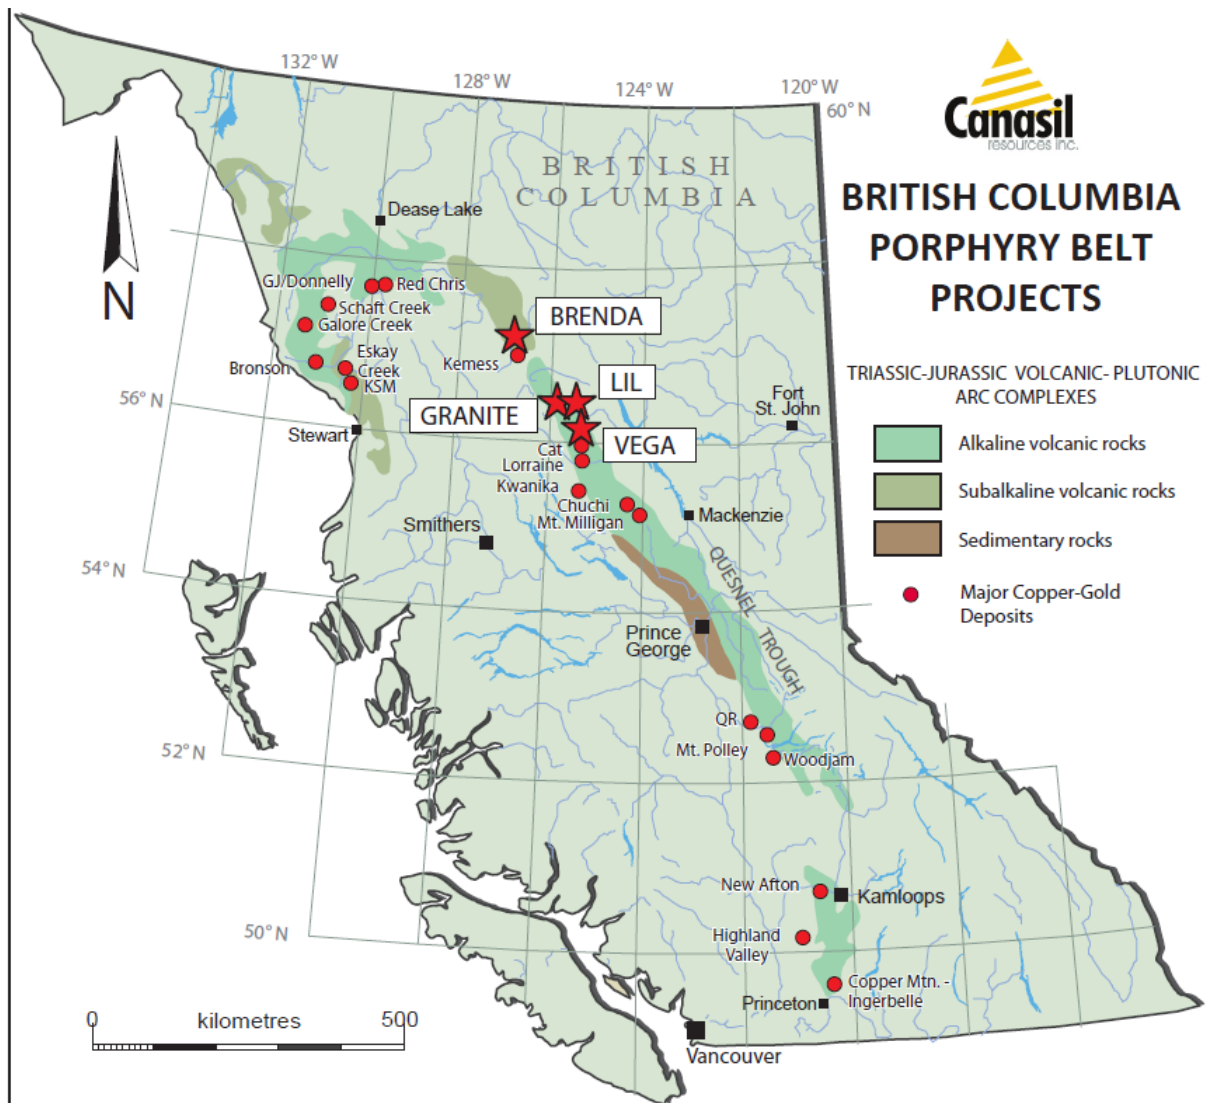 132° W
128° W
124° W
120° W
60° N
Canasil
resources inc.
BRITISH
COLUMBIA
BRITISH COLUMBIA
PORPHYRY BELT
PROJECTS
Dease Lake
GJ/Donnelly
Red Chris
Schaft Creek
Galore Creek
N
BRENDA
Bronson
Eskay
Creek
KSM
Kemess
LIL
TRIASSIC-JURASSIC VOLCANIC- PLUTONIC
ARC COMPLEXES
56° N
GRANITE
Fort
St. John
Stewart
VEGA
Alkaline volcanic rocks
Cat
Lorraine
Kwanika
Subalkaline volcanic rocks
Chuchi
Mt. Milligan
Mackenzie
Smithers
Sedimentary rocks
54° N
QUESNEL TROUGH
Major Copper-Gold
Deposits
Prince
George
QR
Mt. Polley
Woodjam
52° N
New Afton
Kamloops
50° N
Highland
Valley
Copper Mtn. -
Ingerbelle
Princeton
0 kilometres 500
Vancouver